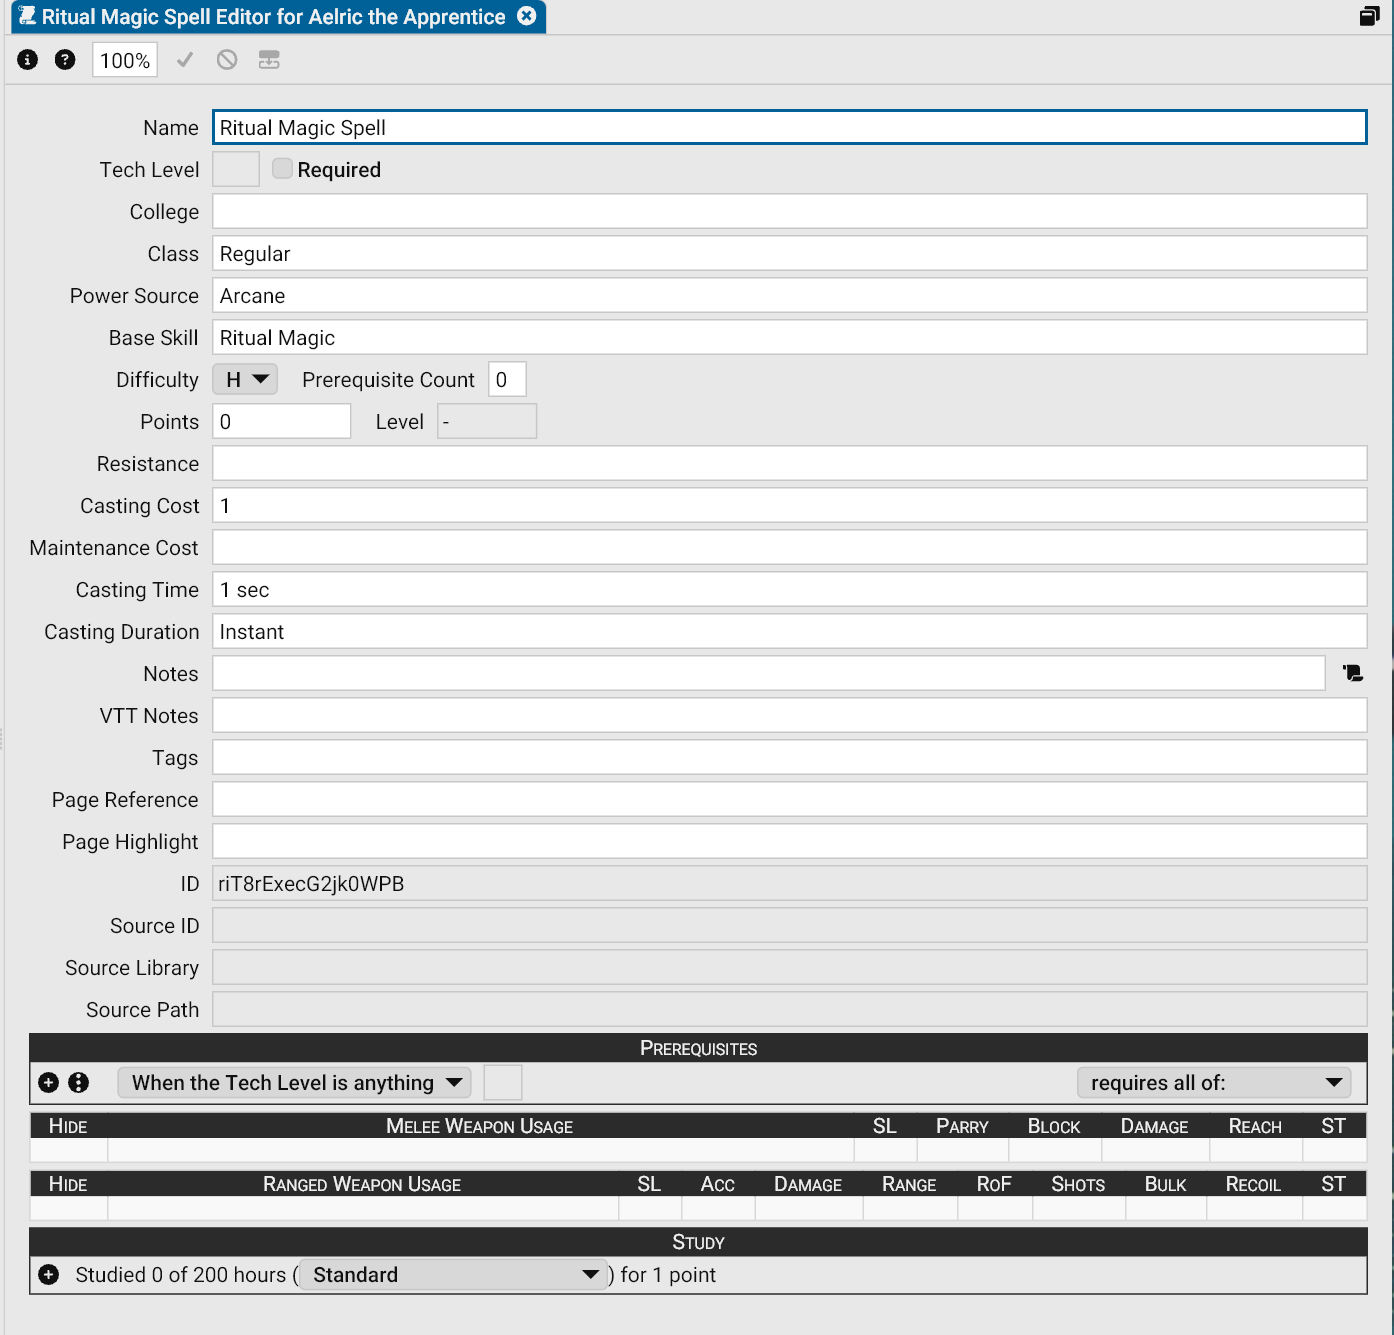 Ritual Magic Spell Editor for Aelric the Apprentice
100%
Name Ritual Magic Spell
Tech Level Required
College
Class Regular
Power Source Arcane
Base Skill Ritual Magic
Difficulty H Prerequisite Count 0
Points 0 Level -
Resistance
Casting Cost 1
Maintenance Cost
Casting Time 1 sec
Casting Duration Instant
Notes
VTT Notes
Tags
Page Reference
Page Highlight
ID riT8rExecG2jk0WPB
Source ID
Source Library
Source Path
Prerequisites
When the Tech Level is anything requires all of:
Hide Melee Weapon Usage SL Parry Block Damage Reach ST
Hide Ranged Weapon Usage SL Acc Damage Range RoF Shots Bulk Recoil ST
Study
Studied 0 of 200 hours ( Standard ) for 1 point